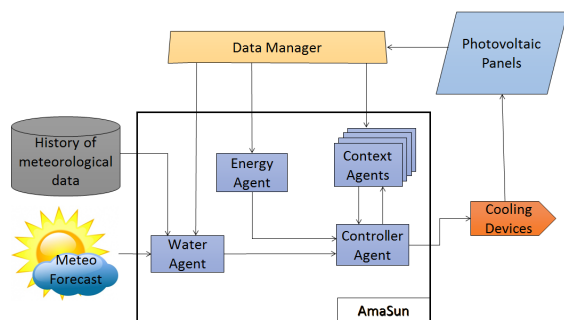 Data Manager
Photovoltaic
Panels
History of
meteorological
data
Energy
Agent
Context
Agents
Cooling
Devices
Meteo
Forecast
Water
Agent
Controller
Agent
AmaSun